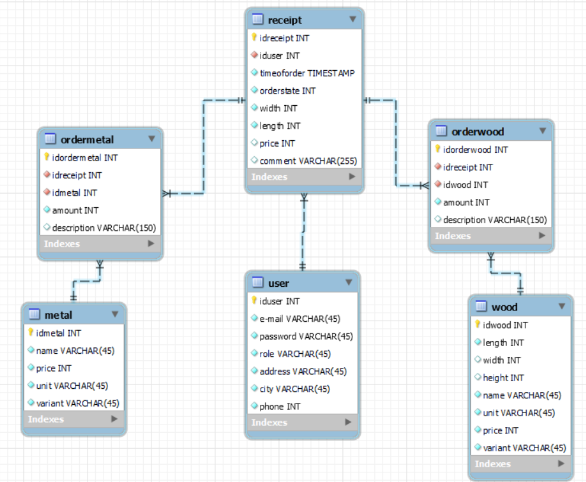 receipt
idreceipt INT
iduser INT
timeoforder TIMESTAMP
orderstate INT
width INT
length INT
price INT
comment VARCHAR(255)
Indexes
ordermetal
idordermetal INT
idreceipt INT
idmetal INT
amount INT
description VARCHAR(150)
Indexes
orderwood
idorderwood INT
idreceipt INT
idwood INT
amount INT
description VARCHAR(150)
Indexes
metal
idmetal INT
name VARCHAR(45)
price INT
unit VARCHAR(45)
variant VARCHAR(45)
Indexes
user
iduser INT
e-mail VARCHAR(45)
password VARCHAR(45)
role VARCHAR(45)
address VARCHAR(45)
city VARCHAR(45)
phone INT
Indexes
wood
idwood INT
length INT
width INT
height INT
name VARCHAR(45)
unit VARCHAR(45)
price INT
variant VARCHAR(45)
Indexes